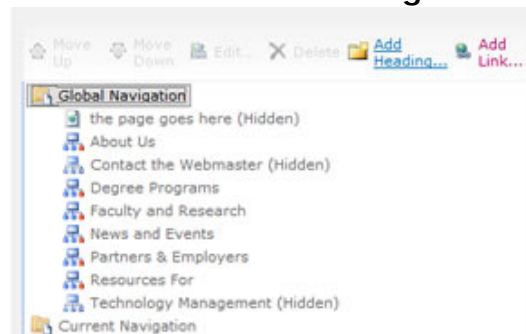 Move Up Move Down Edit... Delete Add Heading... Add Link...
Global Navigation
the page goes here (Hidden)
About Us
Contact the Webmaster (Hidden)
Degree Programs
Faculty and Research
News and Events
Partners & Employers
Resources For
Technology Management (Hidden)
Current Navigation